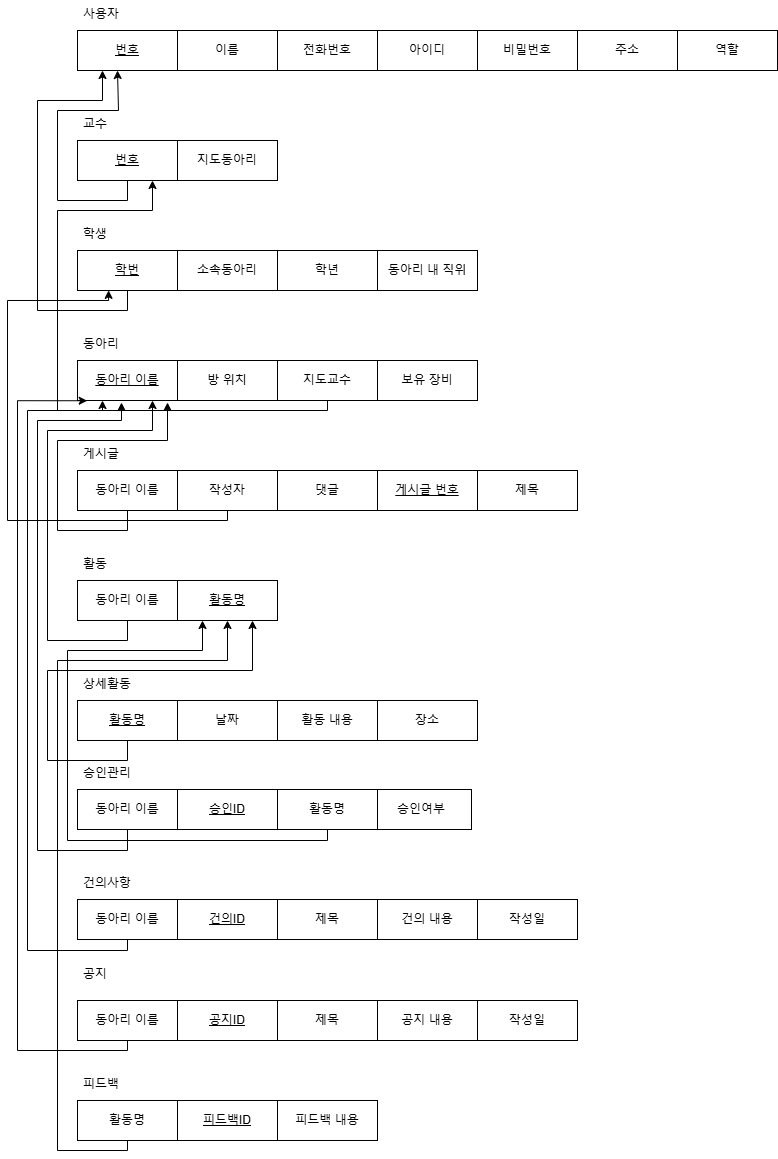 사용자
번호 이름 전화번호 아이디 비밀번호 주소 역할
교수
번호 지도동아리
학생
학번 소속동아리 학년 동아리 내 직위
동아리
동아리 이름 방 위치 지도교수 보유 장비
게시글
동아리 이름 작성자 댓글 게시글 번호 제목
활동
동아리 이름 활동명
상세활동
활동명 날짜 활동 내용 장소
승인관리
동아리 이름 승인ID 활동명 승인여부
건의사항
동아리 이름 건의ID 제목 건의 내용 작성일
공지
동아리 이름 공지ID 제목 공지 내용 작성일
피드백
활동명 피드백ID 피드백 내용